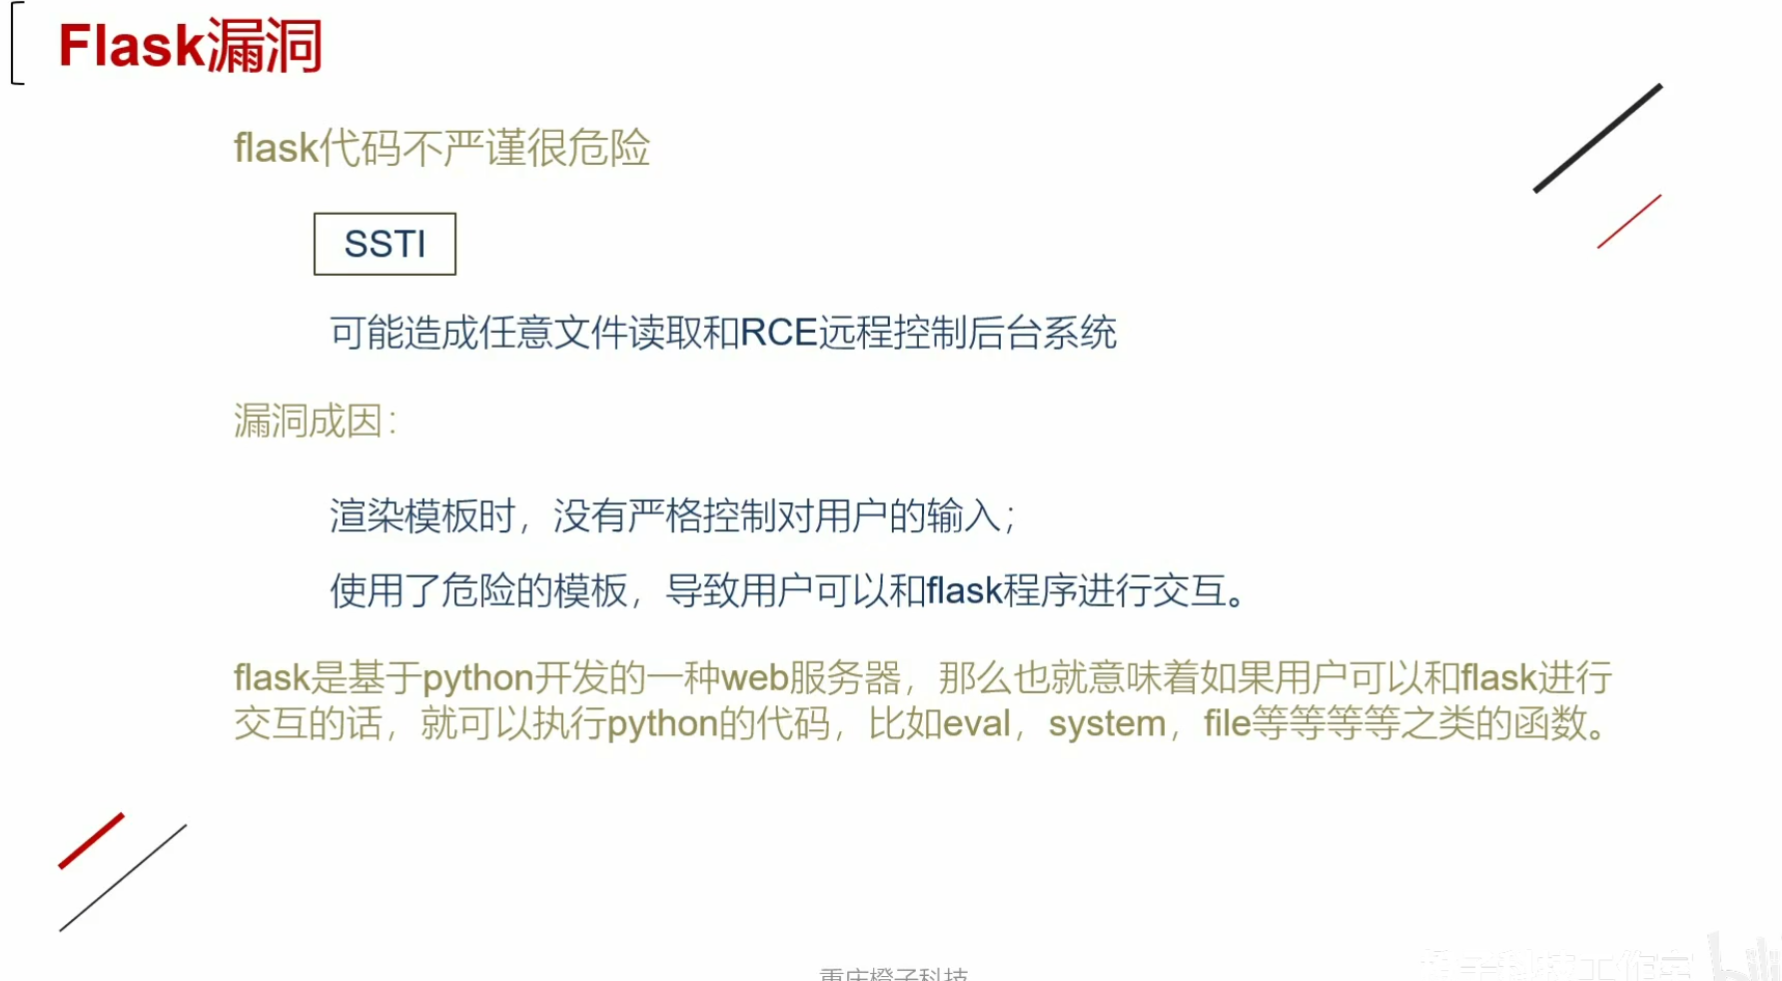 Flask漏洞
flask代码不严谨很危险
SSTI
可能造成任意文件读取和RCE远程控制后台系统
漏洞成因：
渲染模板时，没有严格控制对用户的输入；
使用了危险的模板，导致用户可以和flask程序进行交互。
flask是基于python开发的一种web服务器，那么也就意味着如果用户可以和flask进行
交互的话，就可以执行python的代码，比如eval，system，file等等等等之类的函数。
重庆橙子科技